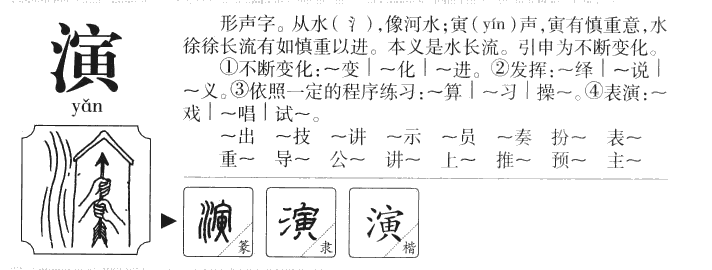 演
yǎn
形声字。从水(氵),像河水;寅(yín)声,寅有慎重意,水
徐徐长流有如慎重以进。本义是水长流。引申为不断变化。
①不断变化:～变|～化|～进。②发挥:～绎|～说|
～义。③依照一定的程序练习:～算|～习|操～。④表演:～
戏|～唱|试～。
～出 ～技 ～讲 ～示 ～员 ～奏 扮～ 表～
重～ 导～ 公～ 讲～ 上～ 推～ 预～ 主～
演 篆 演 隶 演 楷